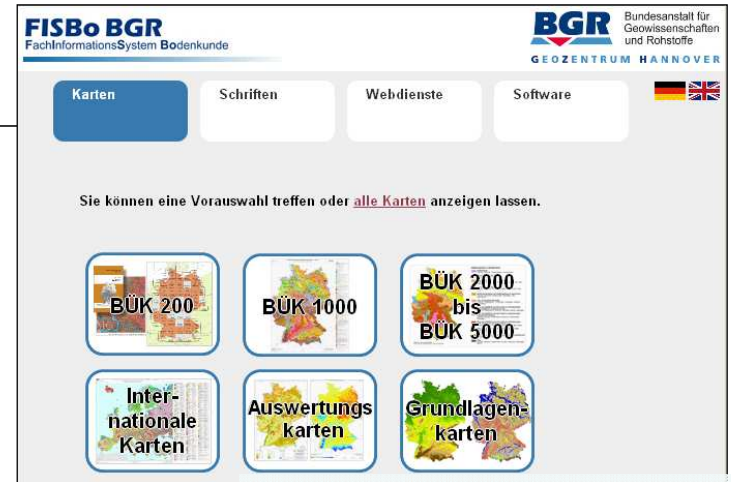 FISBo BGR
FachInformationsSystem Bodenkunde
BGR
Bundesanstalt für
Geowissenschaften
und Rohstoffe
GEOZENTRUM HANNOVER
Karten
Schriften
Webdienste
Software
Sie können eine Vorauswahl treffen oder alle Karten anzeigen lassen.
BÜK 200
BÜK 1000
BÜK 2000
bis
BÜK 5000
Inter-
nationale
Karten
Auswertungs
karten
Grundlagen-
karten